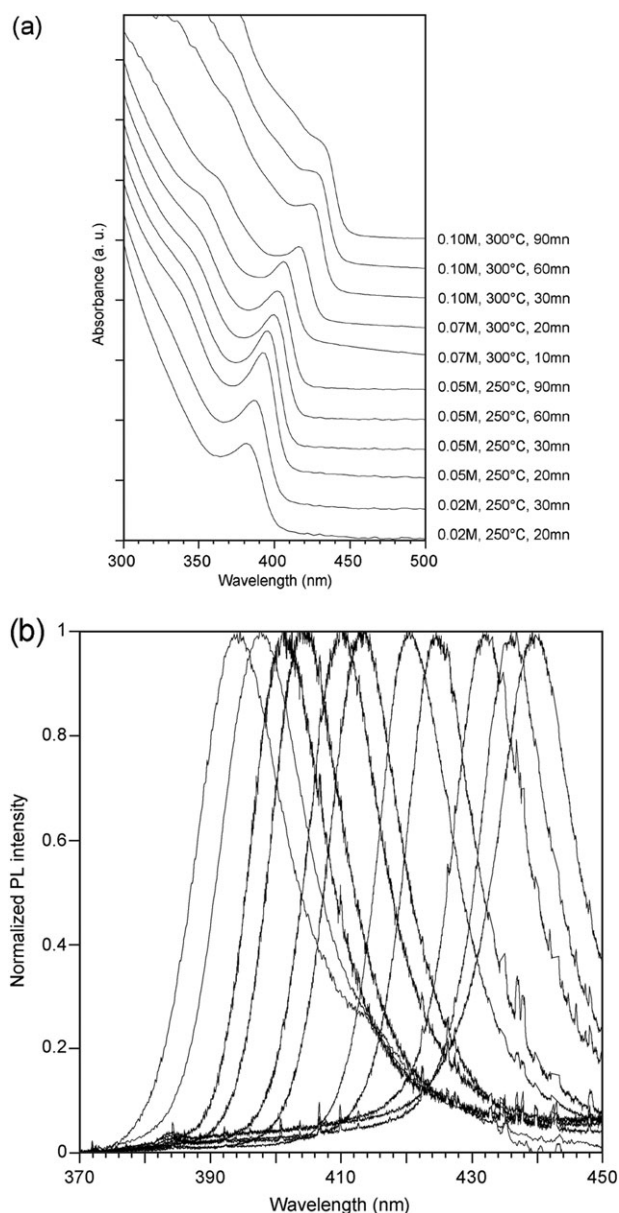 (a)
Absorbance (a. u.)
0.10M, 300°C, 90mn
0.10M, 300°C, 60mn
0.10M, 300°C, 30mn
0.07M, 300°C, 20mn
0.07M, 300°C, 10mn
0.05M, 250°C, 90mn
0.05M, 250°C, 60mn
0.05M, 250°C, 30mn
0.05M, 250°C, 20mn
0.02M, 250°C, 30mn
0.02M, 250°C, 20mn
300 350 400 450 500
Wavelength (nm)
(b)
Normalized PL intensity
1
0.8
0.6
0.4
0.2
0
370 390 410 430 450
Wavelength (nm)